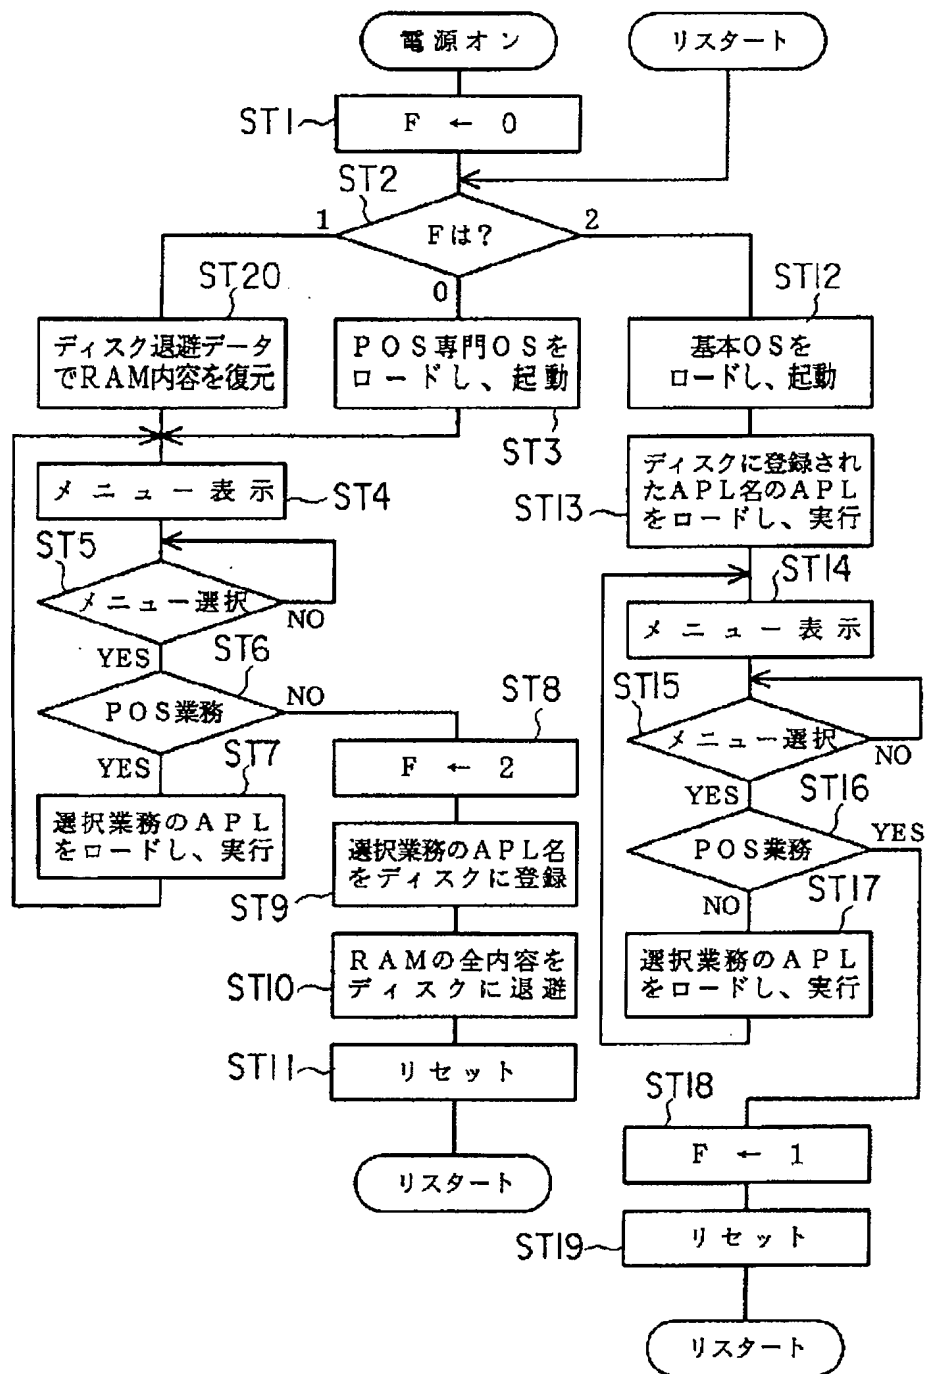 電源オン
リスタート
ST1
F ← 0
ST2
Fは?
1
2
0
ST20
ディスク退避データ
でRAM内容を復元
POS専門OSを
ロードし、起動
ST3
ST12
基本OSを
ロードし、起動
メニュー表示
ST4
ディスクに登録され
たAPL名のAPL
をロードし、実行
ST13
ST5
メニュー選択
NO
YES
ST14
メニュー表示
ST6
POS業務
NO
YES
ST15
メニュー選択
NO
YES
ST7
選択業務のAPL
をロードし、実行
ST8
F ← 2
ST16
POS業務
YES
NO
選択業務のAPL名
をディスクに登録
ST9
ST17
選択業務のAPL
をロードし、実行
RAMの全内容を
ディスクに退避
ST10
ST11
リセット
リスタート
ST18
F ← 1
ST19
リセット
リスタート